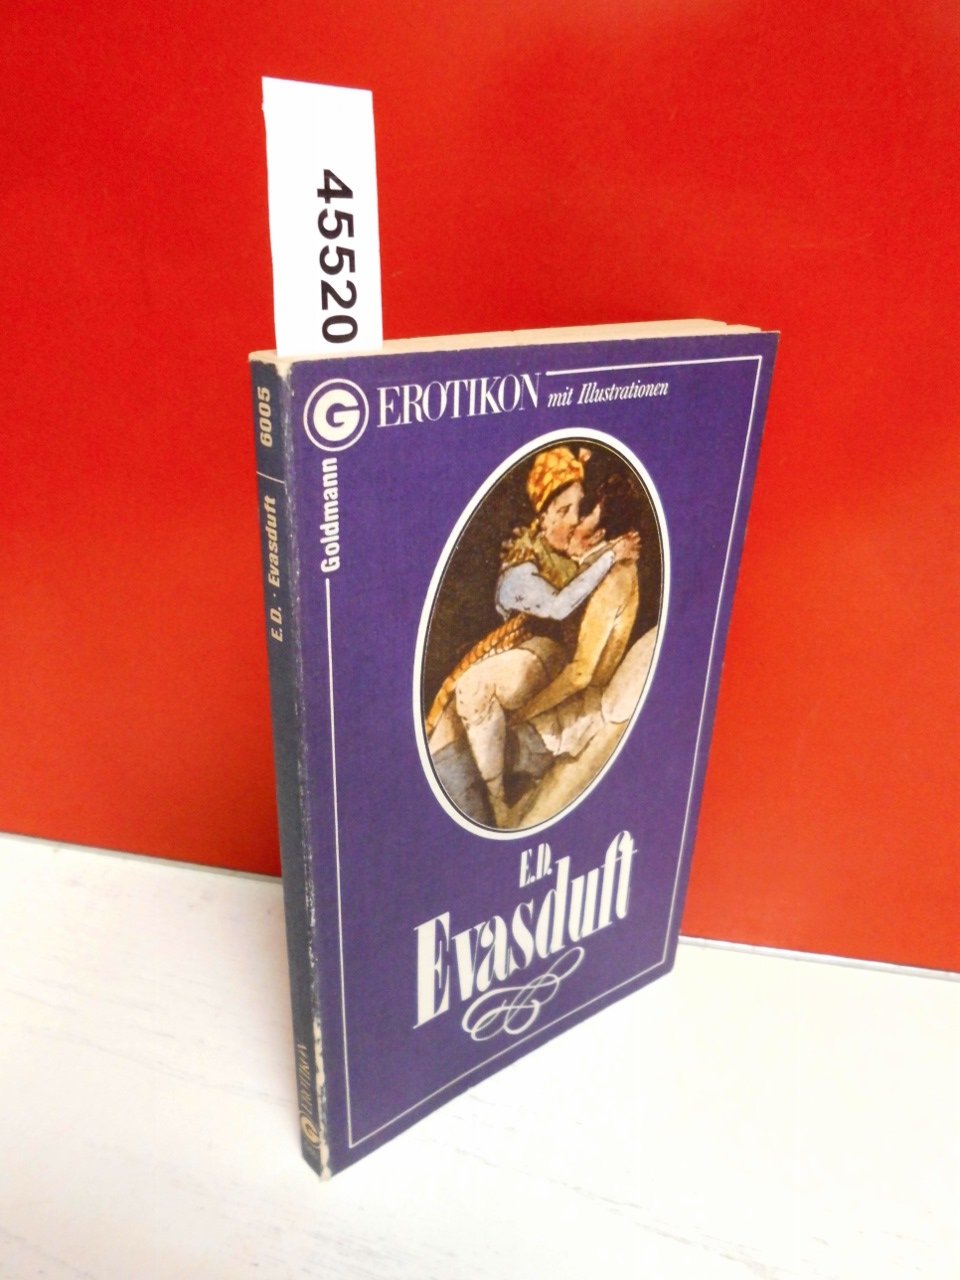 45520
G EROTIKON mit Illustrationen
Goldmann
E.D.
Evasduft
6005
E. D. · Evasduft
G EROTIKON